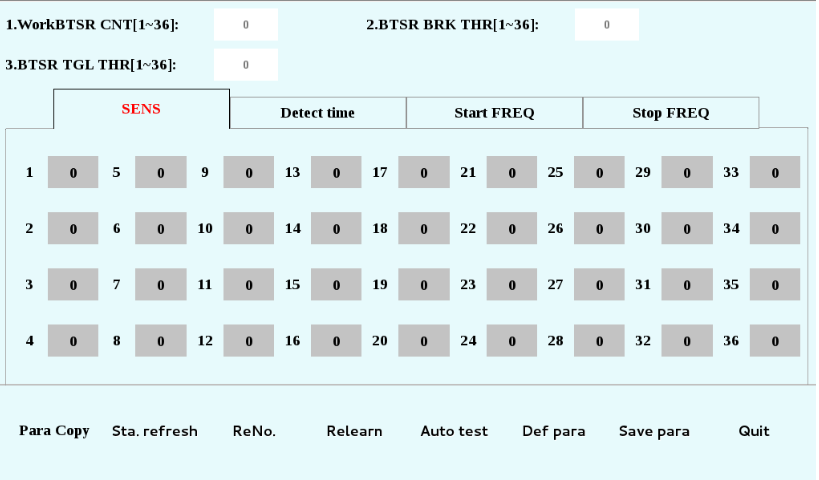 1.WorkBTSR CNT[1~36]: 0 2.BTSR BRK THR[1~36]: 0
3.BTSR TGL THR[1~36]: 0
SENS Detect time Start FREQ Stop FREQ
1 0 5 0 9 0 13 0 17 0 21 0 25 0 29 0 33 0
2 0 6 0 10 0 14 0 18 0 22 0 26 0 30 0 34 0
3 0 7 0 11 0 15 0 19 0 23 0 27 0 31 0 35 0
4 0 8 0 12 0 16 0 20 0 24 0 28 0 32 0 36 0
Para Copy Sta. refresh ReNo. Relearn Auto test Def para Save para Quit